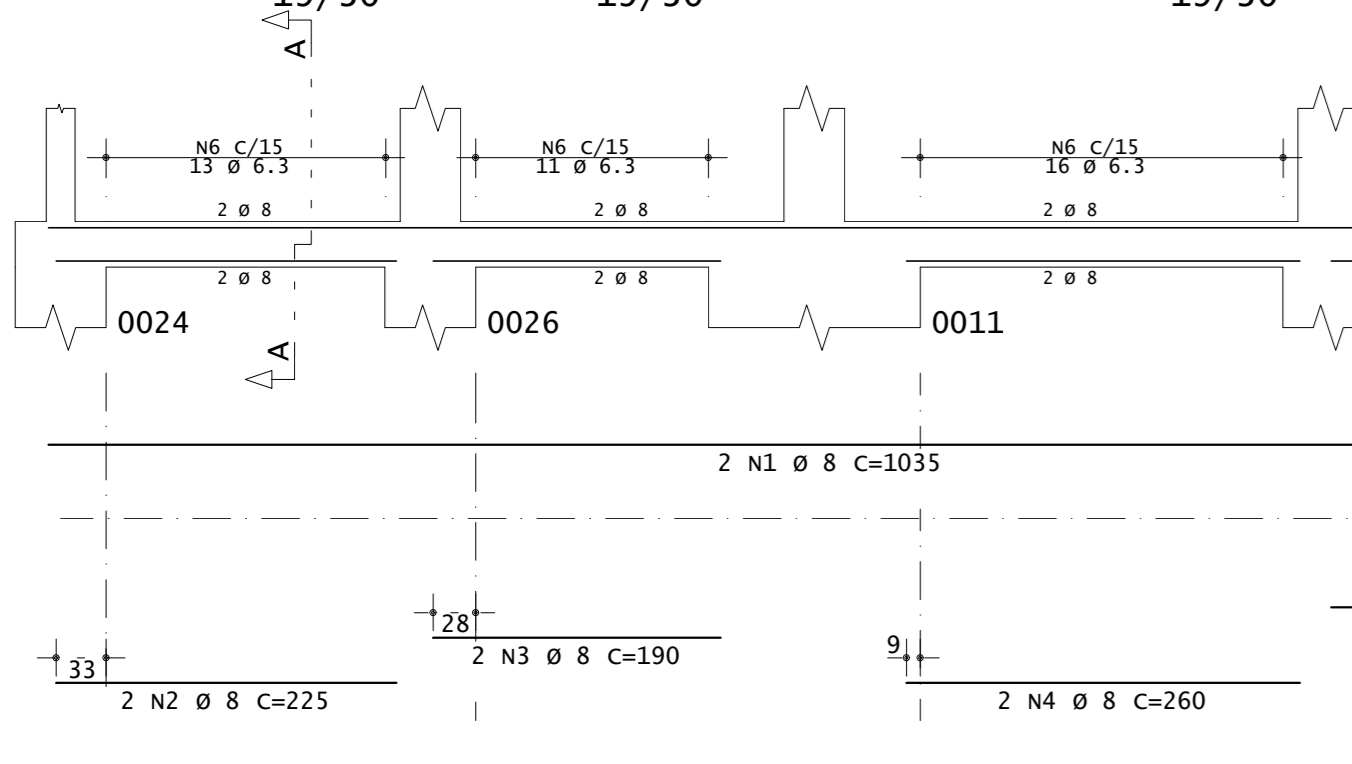 A
N6 C/15
13 Ø 6.3
N6 C/15
11 Ø 6.3
N6 C/15
16 Ø 6.3
2 Ø 8
2 Ø 8
2 Ø 8
2 Ø 8
2 Ø 8
2 Ø 8
0024
0026
0011
A
2 N1 Ø 8 C=1035
28
2 N3 Ø 8 C=190
33
2 N2 Ø 8 C=225
9
2 N4 Ø 8 C=260